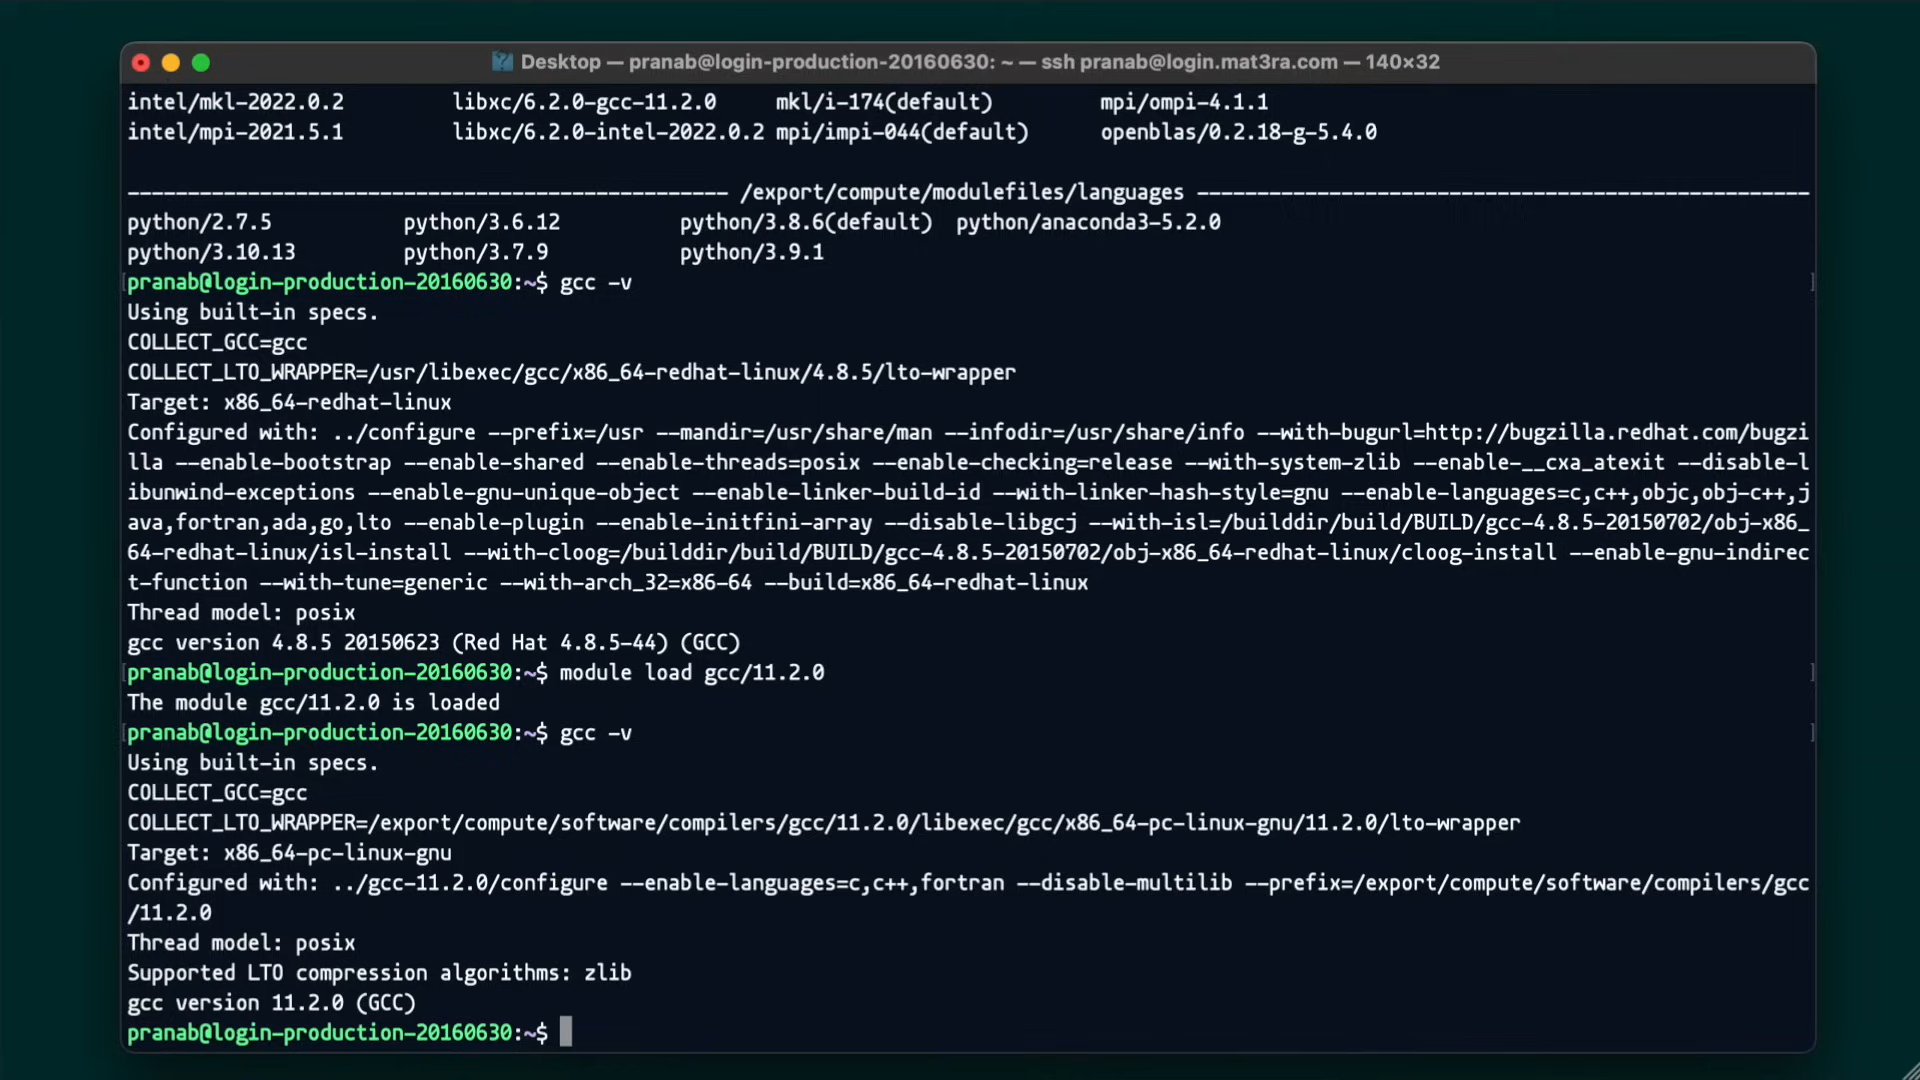 Desktop — pranab@login-production-20160630: ~ — ssh pranab@login.mat3ra.com — 140×32
intel/mkl-2022.0.2 libxc/6.2.0-gcc-11.2.0 mkl/i-174(default) mpi/ompi-4.1.1
intel/mpi-2021.5.1 libxc/6.2.0-intel-2022.0.2 mpi/impi-044(default) openblas/0.2.18-g-5.4.0
-------------------------------------------------- /export/compute/modulefiles/languages ---------------------------------------------------
python/2.7.5 python/3.6.12 python/3.8.6(default) python/anaconda3-5.2.0
python/3.10.13 python/3.7.9 python/3.9.1
[pranab@login-production-20160630:~$ gcc -v ]
Using built-in specs.
COLLECT_GCC=gcc
COLLECT_LTO_WRAPPER=/usr/libexec/gcc/x86_64-redhat-linux/4.8.5/lto-wrapper
Target: x86_64-redhat-linux
Configured with: ../configure --prefix=/usr --mandir=/usr/share/man --infodir=/usr/share/info --with-bugurl=http://bugzilla.redhat.com/bugzi
lla --enable-bootstrap --enable-shared --enable-threads=posix --enable-checking=release --with-system-zlib --enable-__cxa_atexit --disable-l
ibunwind-exceptions --enable-gnu-unique-object --enable-linker-build-id --with-linker-hash-style=gnu --enable-languages=c,c++,objc,obj-c++,j
ava,fortran,ada,go,lto --enable-plugin --enable-initfini-array --disable-libgcj --with-isl=/builddir/build/BUILD/gcc-4.8.5-20150702/obj-x86_
64-redhat-linux/isl-install --with-cloog=/builddir/build/BUILD/gcc-4.8.5-20150702/obj-x86_64-redhat-linux/cloog-install --enable-gnu-indirec
t-function --with-tune=generic --with-arch_32=x86-64 --build=x86_64-redhat-linux
Thread model: posix
gcc version 4.8.5 20150623 (Red Hat 4.8.5-44) (GCC)
[pranab@login-production-20160630:~$ module load gcc/11.2.0 ]
The module gcc/11.2.0 is loaded
[pranab@login-production-20160630:~$ gcc -v ]
Using built-in specs.
COLLECT_GCC=gcc
COLLECT_LTO_WRAPPER=/export/compute/software/compilers/gcc/11.2.0/libexec/gcc/x86_64-pc-linux-gnu/11.2.0/lto-wrapper
Target: x86_64-pc-linux-gnu
Configured with: ../gcc-11.2.0/configure --enable-languages=c,c++,fortran --disable-multilib --prefix=/export/compute/software/compilers/gcc
/11.2.0
Thread model: posix
Supported LTO compression algorithms: zlib
gcc version 11.2.0 (GCC)
pranab@login-production-20160630:~$